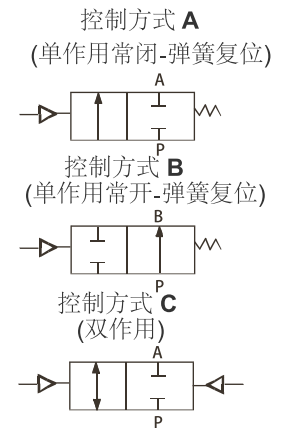 控制方式 A
(单作用常闭-弹簧复位)
A
P
控制方式 B
(单作用常开-弹簧复位)
B
P
控制方式 C
(双作用)
A
P